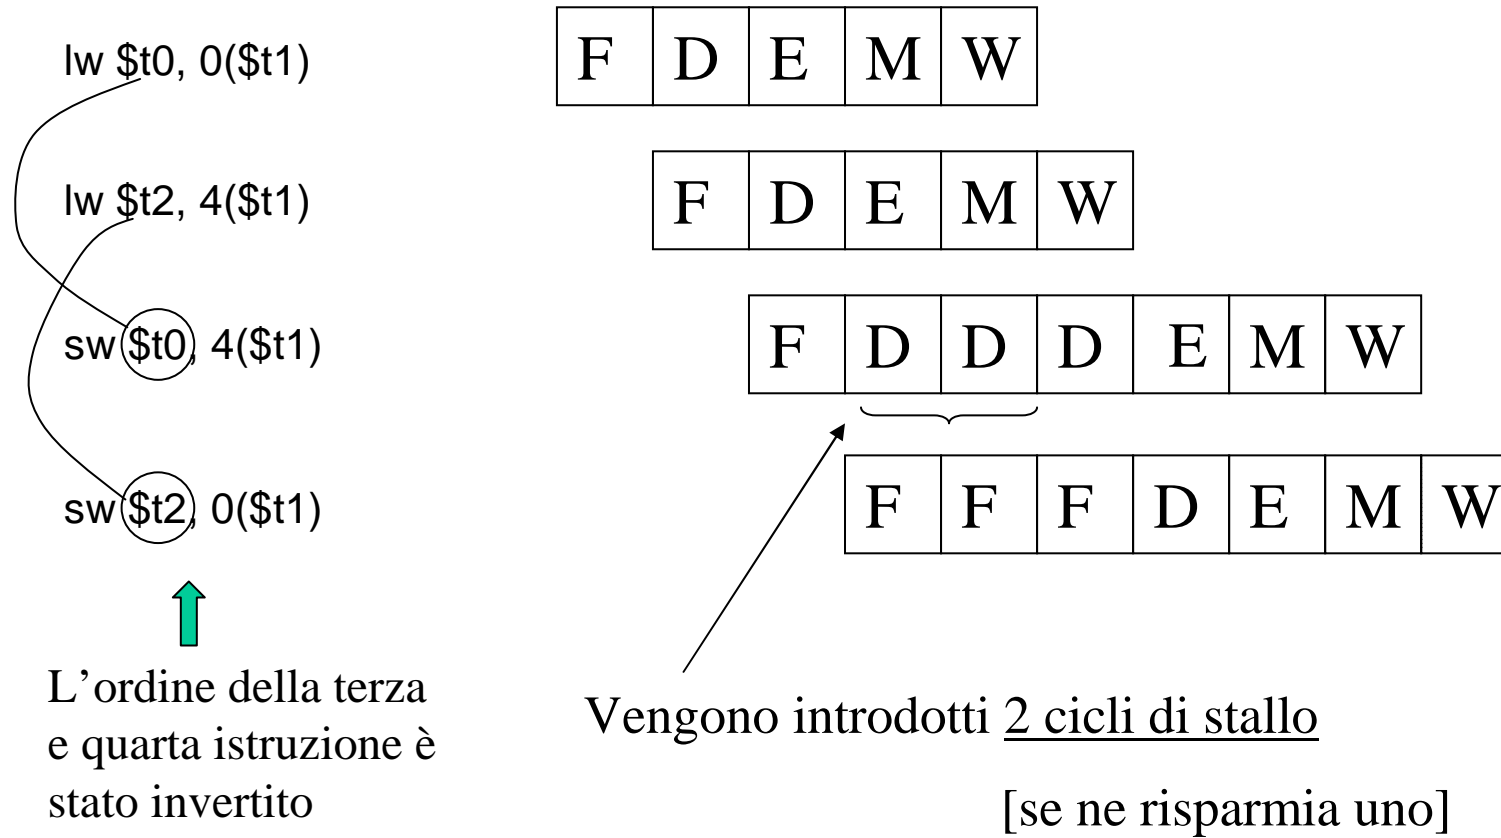 lw $t0, 0($t1)
F D E M W
lw $t2, 4($t1)
F D E M W
sw $t0, 4($t1)
F D D D E M W
sw $t2, 0($t1)
F F F D E M W
L’ordine della terza
e quarta istruzione è
stato invertito
Vengono introdotti 2 cicli di stallo
[se ne risparmia uno]